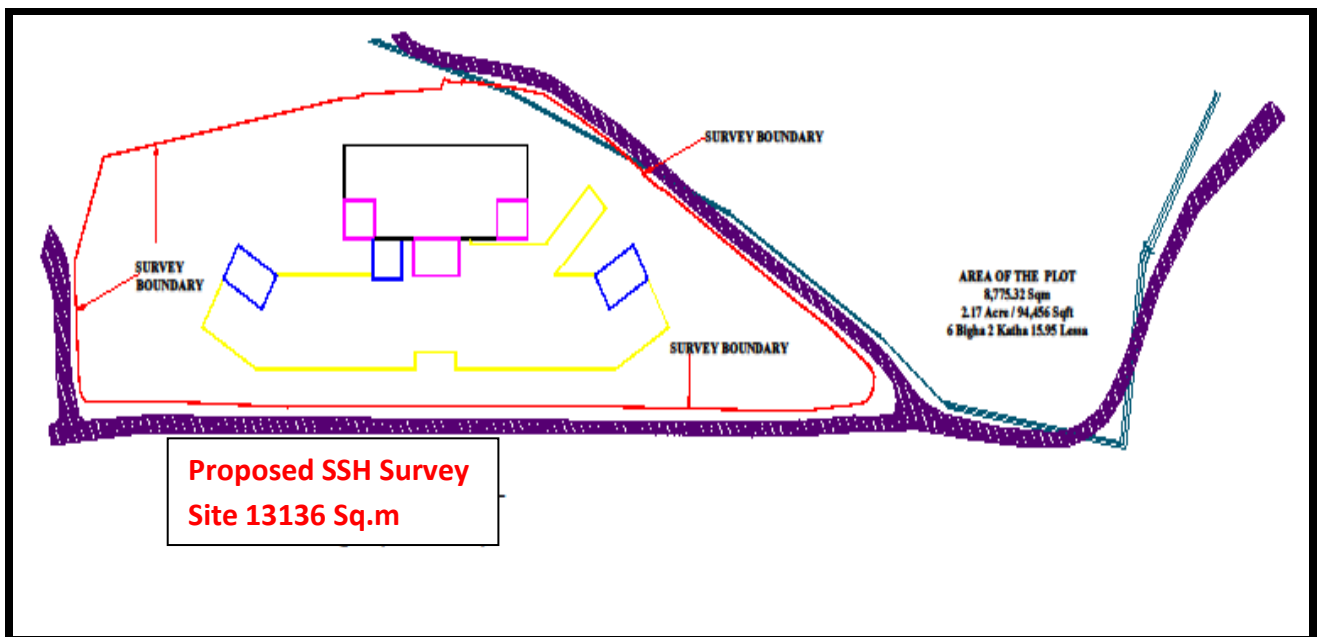 SURVEY BOUNDARY
SURVEY
BOUNDARY
AREA OF THE PLOT
8,775.32 Sqm
2.17 Acre / 94,456 Sqft
6 Bigha 2 Katha 15.95 Lessa
SURVEY BOUNDARY
Proposed SSH Survey
Site 13136 Sq.m